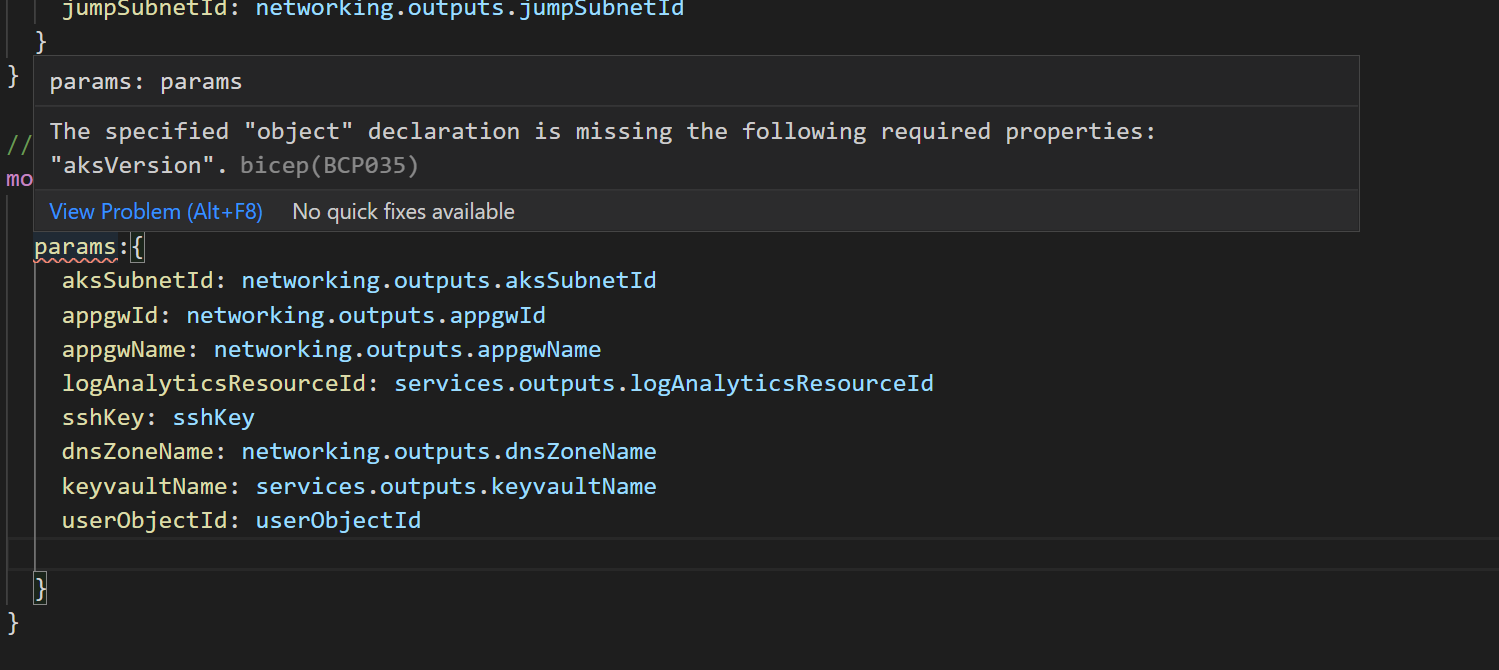 jumpSubnetId: networking.outputs.jumpSubnetId
}
}
params: params
The specified "object" declaration is missing the following required properties:
"aksVersion". bicep(BCP035)
//
mo
View Problem (Alt+F8) No quick fixes available
params:{
aksSubnetId: networking.outputs.aksSubnetId
appgwId: networking.outputs.appgwId
appgwName: networking.outputs.appgwName
logAnalyticsResourceId: services.outputs.logAnalyticsResourceId
sshKey: sshKey
dnsZoneName: networking.outputs.dnsZoneName
keyvaultName: services.outputs.keyvaultName
userObjectId: userObjectId
}
}